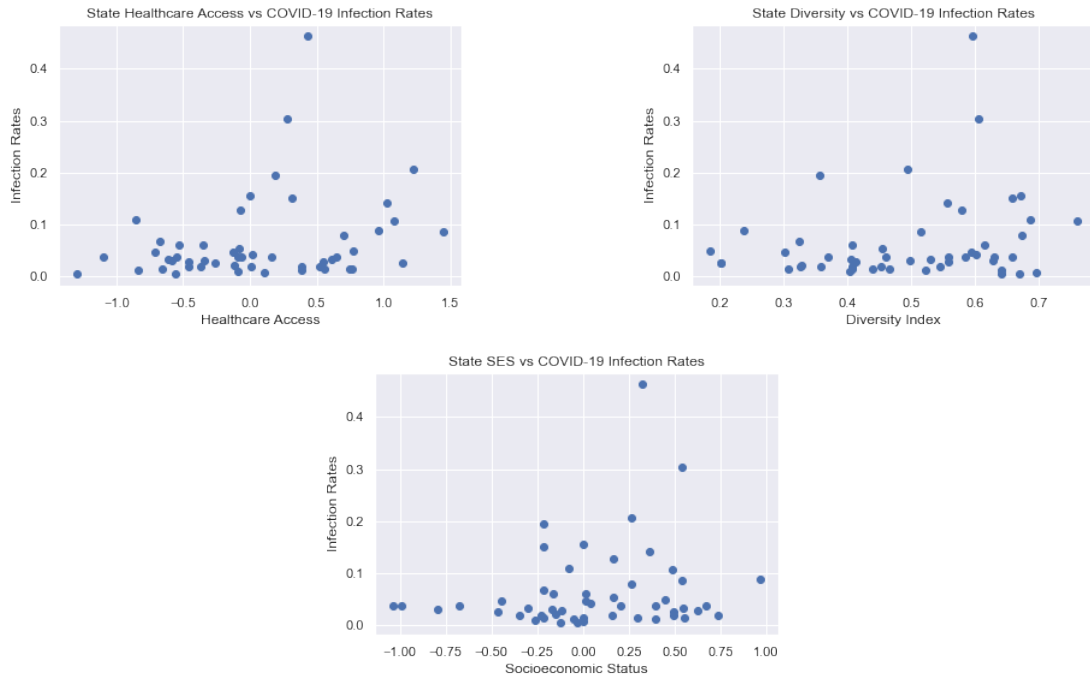 State Healthcare Access vs COVID-19 Infection Rates
Infection Rates
0.4
0.3
0.2
0.1
0.0
−1.0 −0.5 0.0 0.5 1.0 1.5
Healthcare Access
State Diversity vs COVID-19 Infection Rates
Infection Rates
0.4
0.3
0.2
0.1
0.0
0.2 0.3 0.4 0.5 0.6 0.7
Diversity Index
State SES vs COVID-19 Infection Rates
Infection Rates
0.4
0.3
0.2
0.1
0.0
−1.00 −0.75 −0.50 −0.25 0.00 0.25 0.50 0.75 1.00
Socioeconomic Status